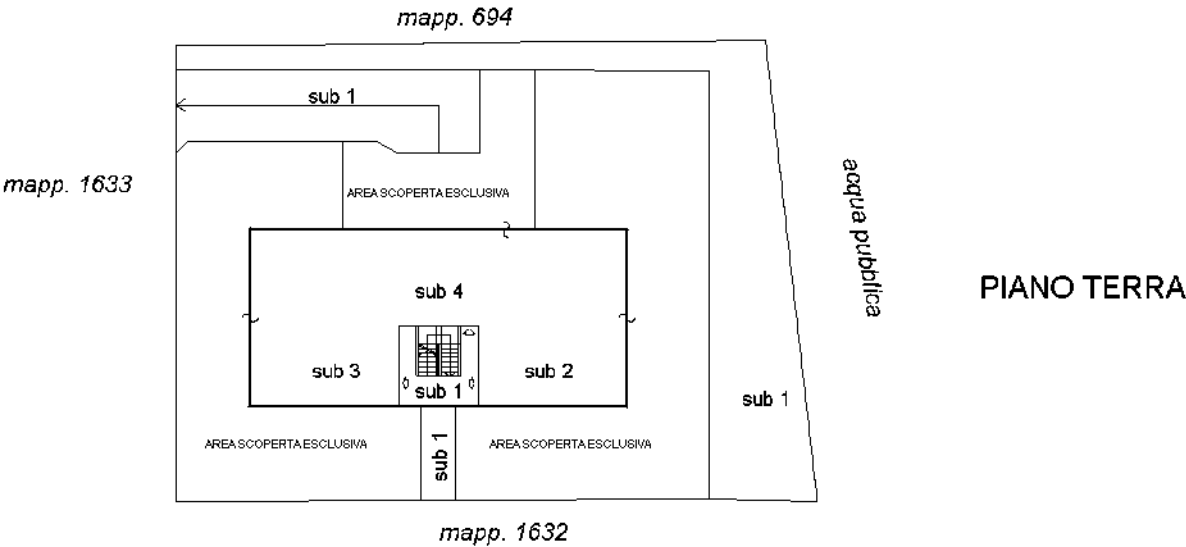 mapp. 694
sub 1
mapp. 1633
AREA SCOPERTA ESCLUSIVA
acqua pubblica
PIANO TERRA
sub 4
sub 3
sub 2
sub 1
sub 1
AREA SCOPERTA ESCLUSIVA
sub 1
AREA SCOPERTA ESCLUSIVA
mapp. 1632